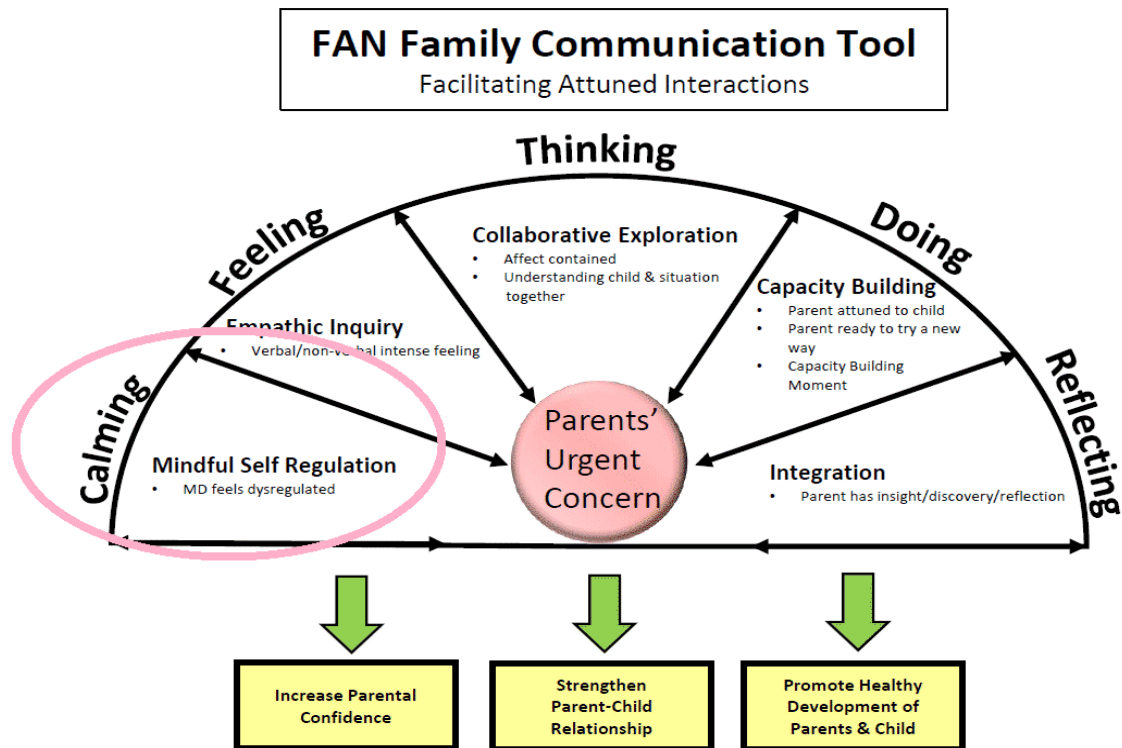 FAN Family Communication Tool
Facilitating Attuned Interactions
Calming
Feeling
Thinking
Doing
Reflecting
Mindful Self Regulation
• MD feels dysregulated
Empathic Inquiry
• Verbal/non-verbal intense feeling
Collaborative Exploration
• Affect contained
• Understanding child & situation
together
Capacity Building
• Parent attuned to child
• Parent ready to try a new
way
• Capacity Building
Moment
Integration
• Parent has insight/discovery/reflection
Parents’
Urgent
Concern
Increase Parental
Confidence
Strengthen
Parent-Child
Relationship
Promote Healthy
Development of
Parents & Child